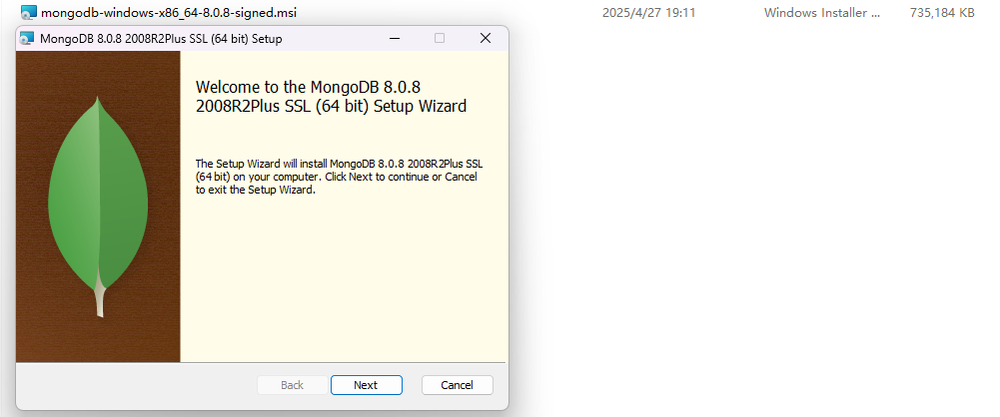 mongodb-windows-x86_64-8.0.8-signed.msi 2025/4/27 19:11 Windows Installer ... 735,184 KB
MongoDB 8.0.8 2008R2Plus SSL (64 bit) Setup
Welcome to the MongoDB 8.0.8
2008R2Plus SSL (64 bit) Setup Wizard
The Setup Wizard will install MongoDB 8.0.8 2008R2Plus SSL
(64 bit) on your computer. Click Next to continue or Cancel
to exit the Setup Wizard.
Back Next Cancel